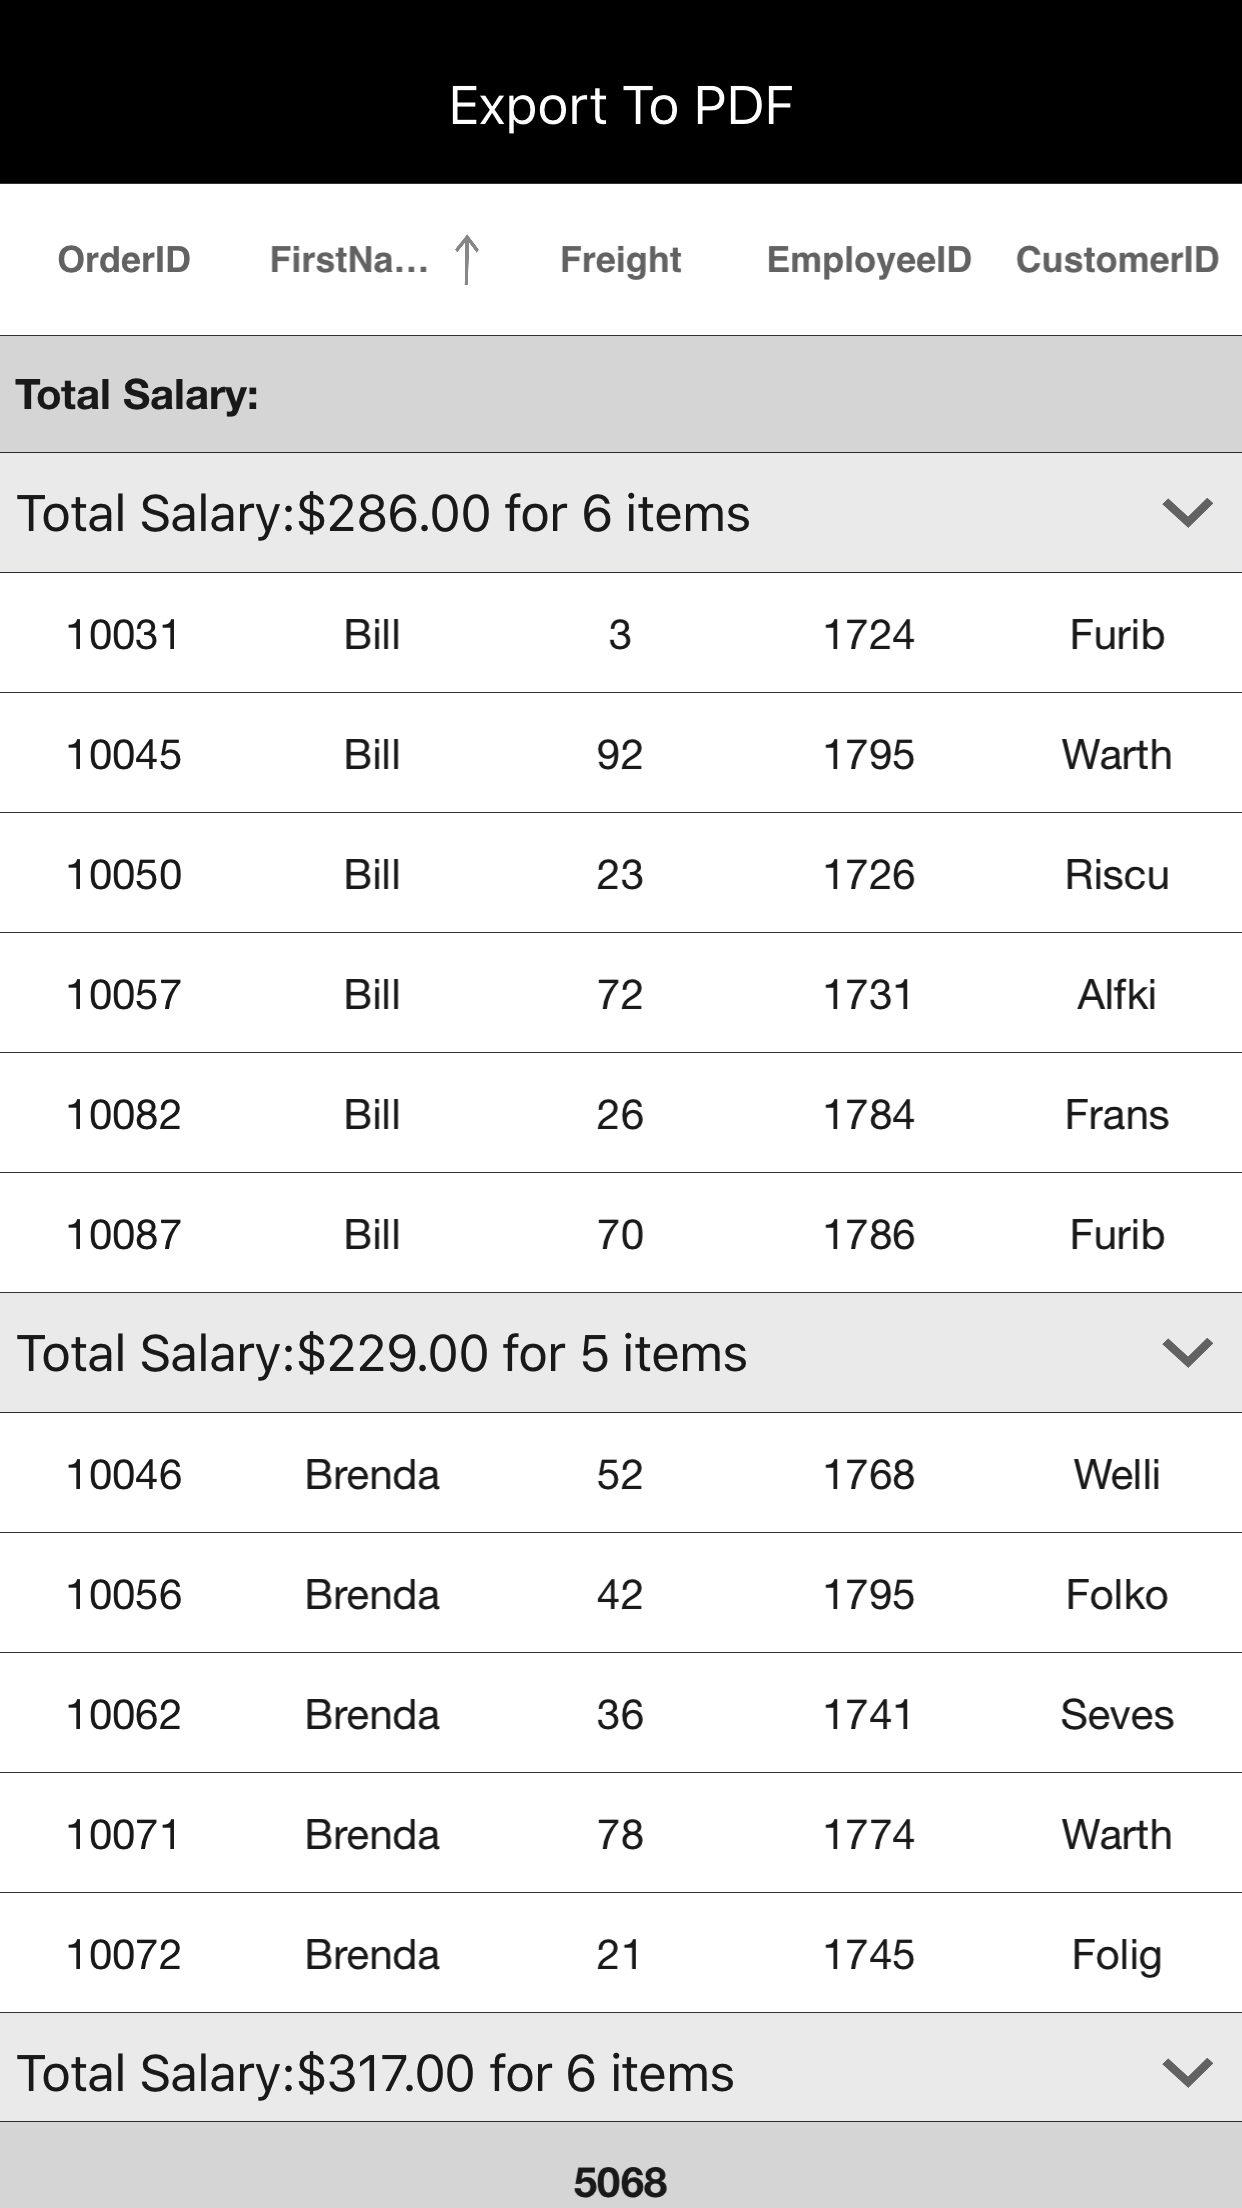 Export To PDF
OrderID FirstNa... Freight EmployeeID CustomerID
Total Salary:
Total Salary:$286.00 for 6 items
10031 Bill 3 1724 Furib
10045 Bill 92 1795 Warth
10050 Bill 23 1726 Riscu
10057 Bill 72 1731 Alfki
10082 Bill 26 1784 Frans
10087 Bill 70 1786 Furib
Total Salary:$229.00 for 5 items
10046 Brenda 52 1768 Welli
10056 Brenda 42 1795 Folko
10062 Brenda 36 1741 Seves
10071 Brenda 78 1774 Warth
10072 Brenda 21 1745 Folig
Total Salary:$317.00 for 6 items
5068